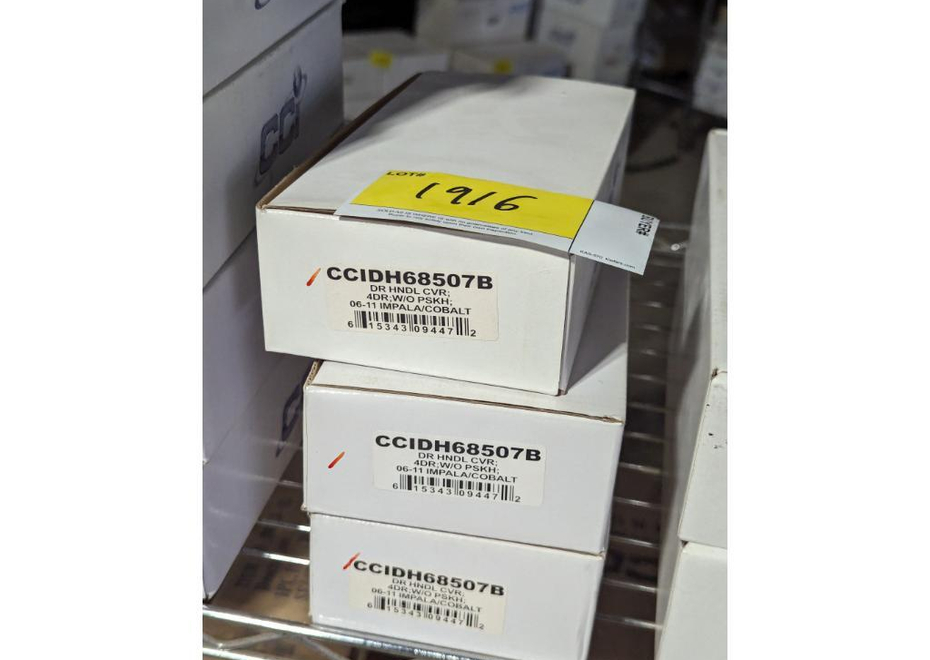 CCi
LOT#
1916
CCIDH68507B
DR HNDL CVR;
4DR;W/O PSKH;
06-11 IMPALA/COBALT
6 15343 09447 2
CCIDH68507B
DR HNDL CVR;
4DR;W/O PSKH;
06-11 IMPALA/COBALT
6 15343 09447 2
CCIDH68507B
DR HNDL CVR;
4DR;W/O PSKH;
06-11 IMPALA/COBALT
6 15343 09447 2